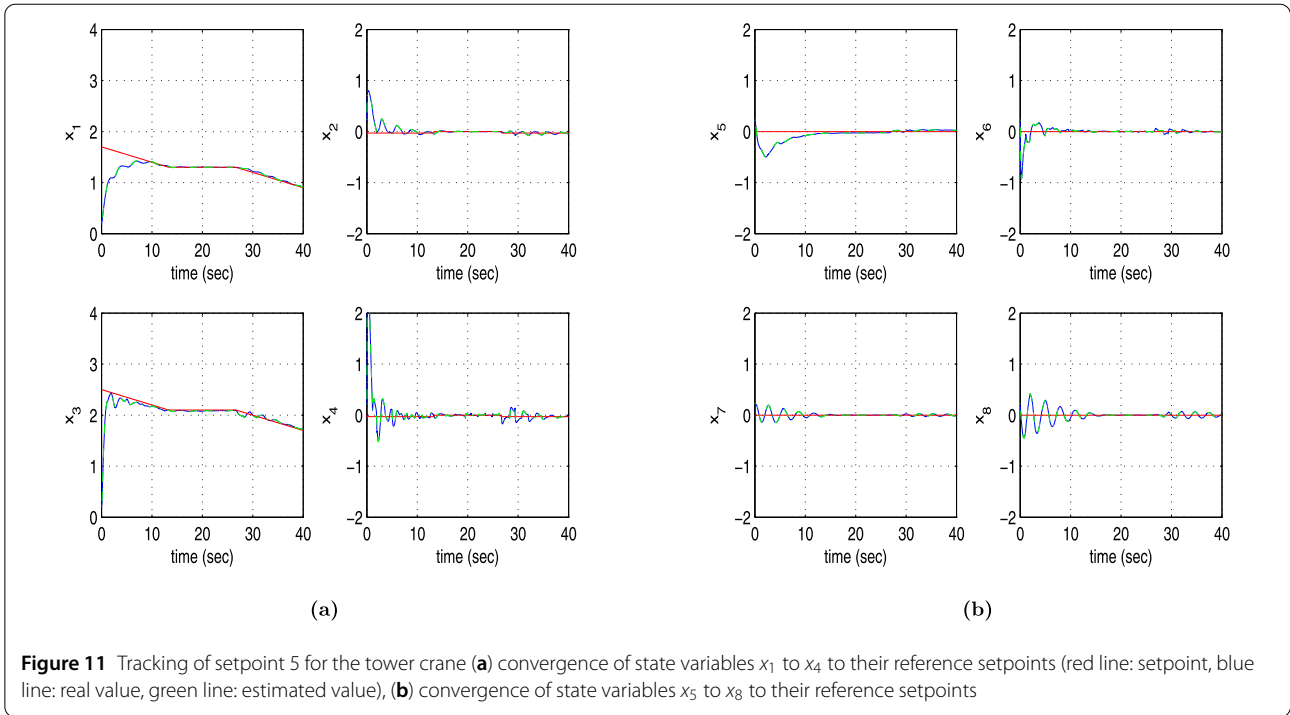 4
3
2
1
0
x1
0 10 20 30 40
time (sec)
2
1
0
−1
−2
x2
0 10 20 30 40
time (sec)
2
1
0
−1
−2
x5
0 10 20 30 40
time (sec)
2
1
0
−1
−2
x6
0 10 20 30 40
time (sec)
4
3
2
1
0
x3
0 10 20 30 40
time (sec)
2
1
0
−1
−2
x4
0 10 20 30 40
time (sec)
2
1
0
−1
−2
x7
0 10 20 30 40
time (sec)
2
1
0
−1
−2
x8
0 10 20 30 40
time (sec)
(a)
(b)
Figure 11 Tracking of setpoint 5 for the tower crane (a) convergence of state variables x1 to x4 to their reference setpoints (red line: setpoint, blue
line: real value, green line: estimated value), (b) convergence of state variables x5 to x8 to their reference setpoints